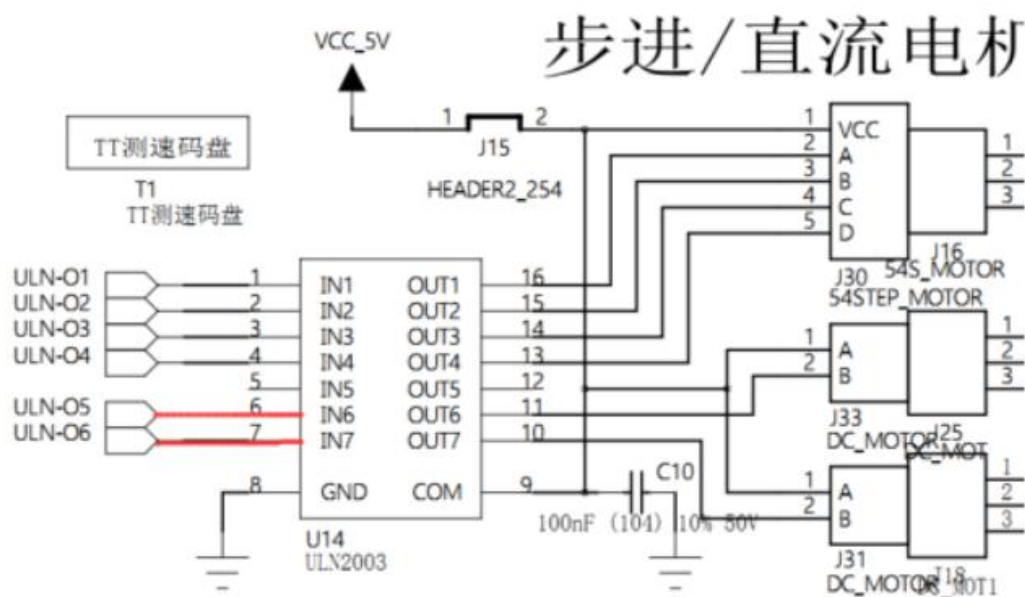 步进/直流电机
VCC_5V
1 2
J15
HEADER2_254
TT测速码盘
T1
TT测速码盘
1 VCC
2 A
3 B
4 C
5 D
1
2
3
J16
54S_MOTOR
J30
54STEP_MOTOR
ULN-O1 1 IN1 OUT1 16
ULN-O2 2 IN2 OUT2 15
ULN-O3 3 IN3 OUT3 14
ULN-O4 4 IN4 OUT4 13
5 IN5 OUT5 12
ULN-O5 6 IN6 OUT6 11
ULN-O6 7 IN7 OUT7 10
8 GND COM 9
U14
ULN2003
C10
100nF (104) 10% 50V
1 A
2 B
1
2
3
J33
DC_MOTOR
J25
DC_MOT
1 A
2 B
1
2
3
J31
DC_MOTOR
J18
DC_MOT1